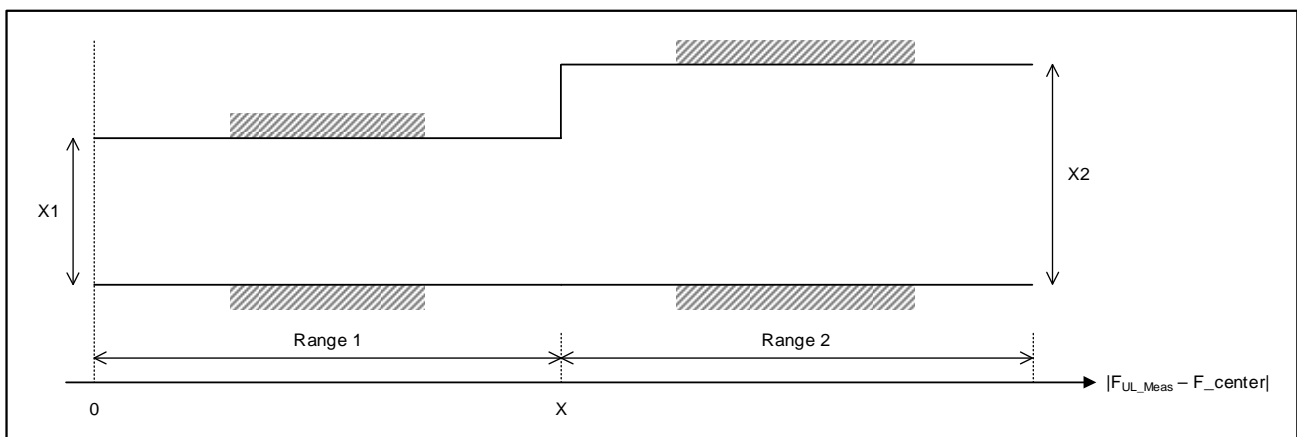 X1
X2
Range 1
Range 2
|F_UL_Meas – F_center|
0
X